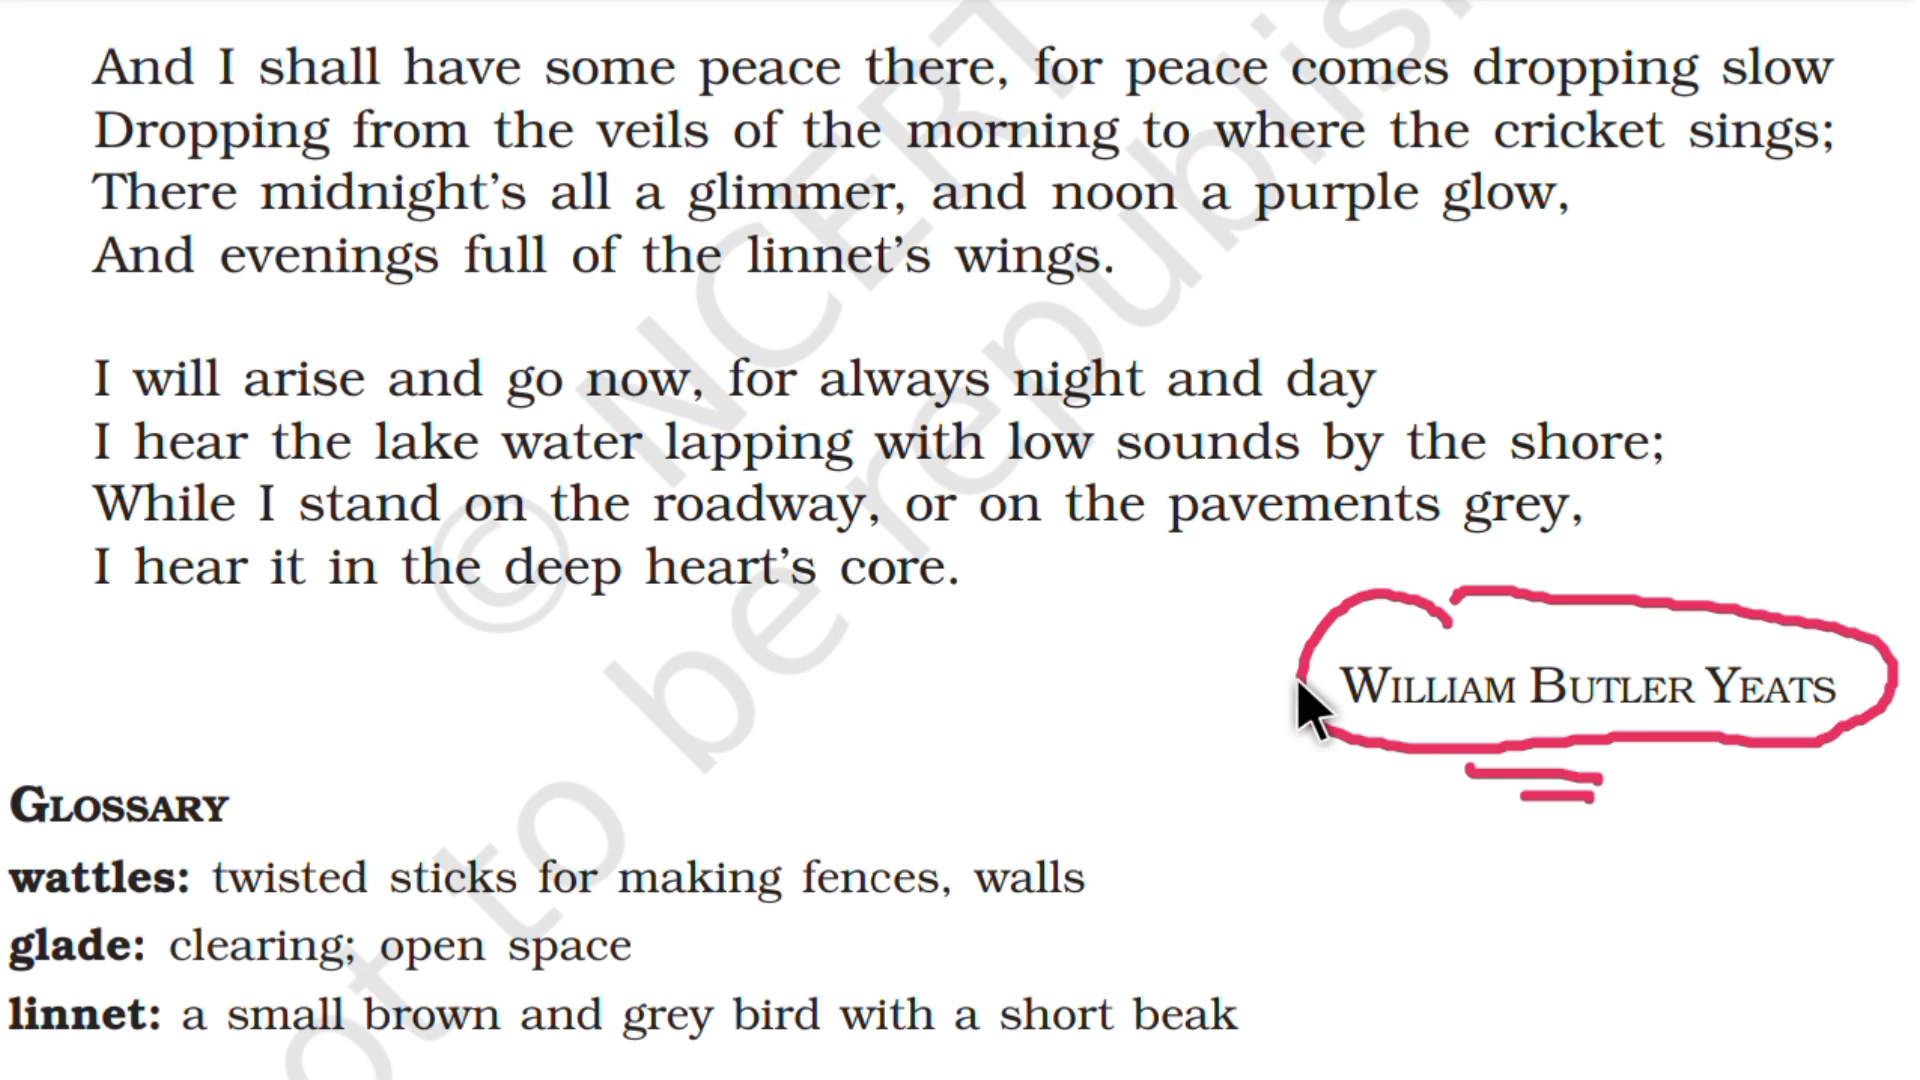 And I shall have some peace there, for peace comes dropping slow
Dropping from the veils of the morning to where the cricket sings;
There midnight’s all a glimmer, and noon a purple glow,
And evenings full of the linnet’s wings.
I will arise and go now, for always night and day
I hear the lake water lapping with low sounds by the shore;
While I stand on the roadway, or on the pavements grey,
I hear it in the deep heart’s core.
WILLIAM BUTLER YEATS
GLOSSARY
wattles: twisted sticks for making fences, walls
glade: clearing; open space
linnet: a small brown and grey bird with a short beak
© NCERT
not to be republish